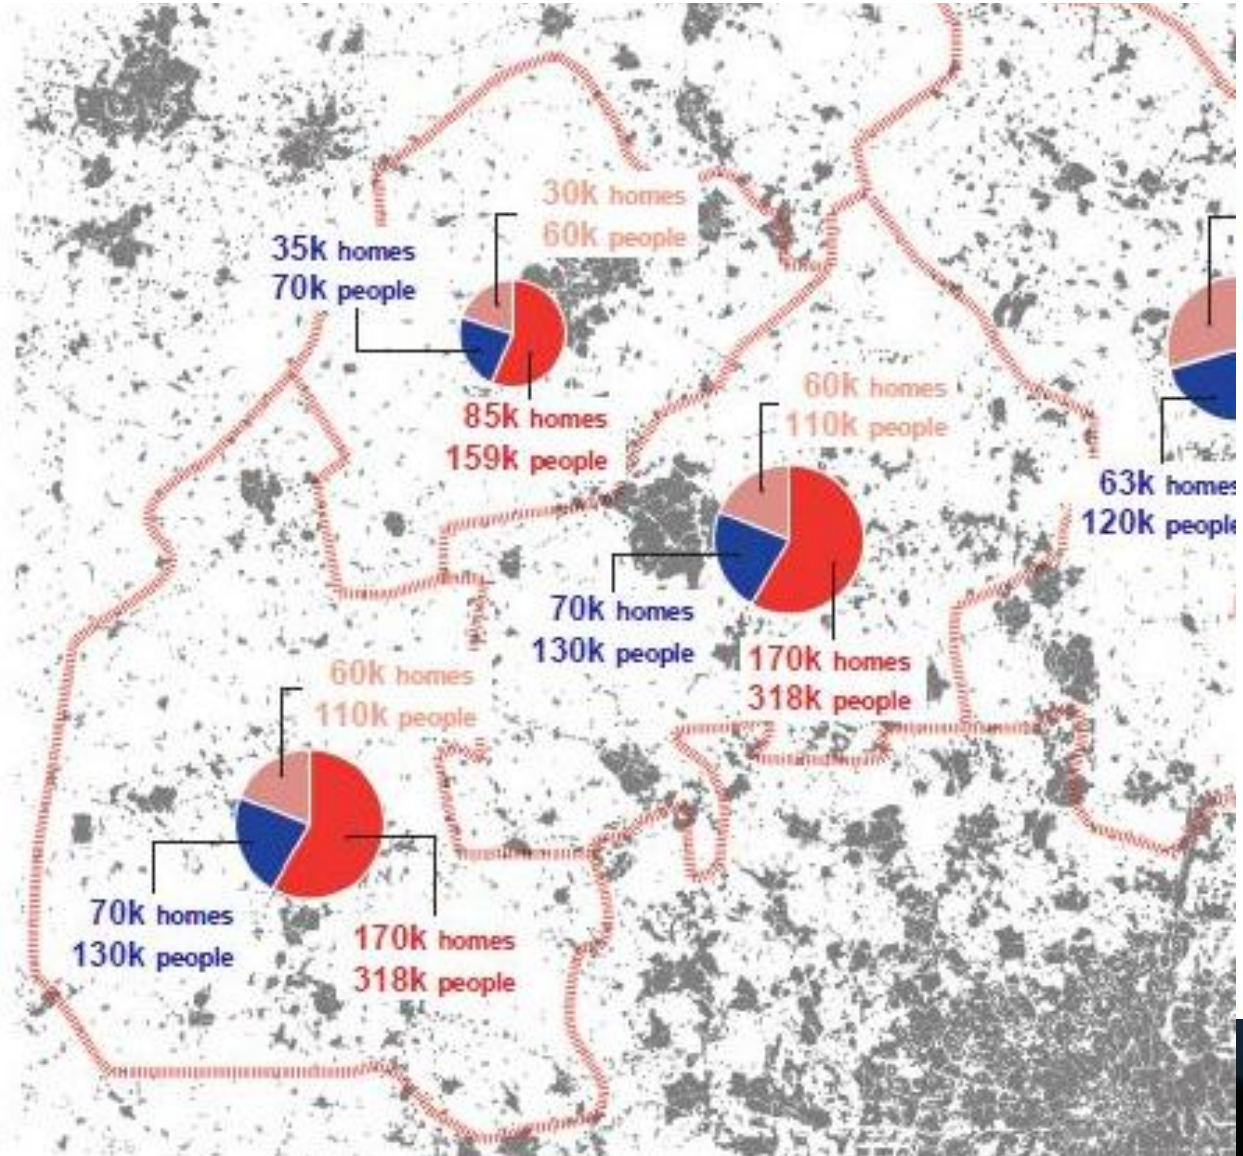 30k homes
60k people
35k homes
70k people
85k homes
159k people
60k homes
110k people
63k homes
120k people
70k homes
130k people
170k homes
318k people
60k homes
110k people
70k homes
130k people
170k homes
318k people